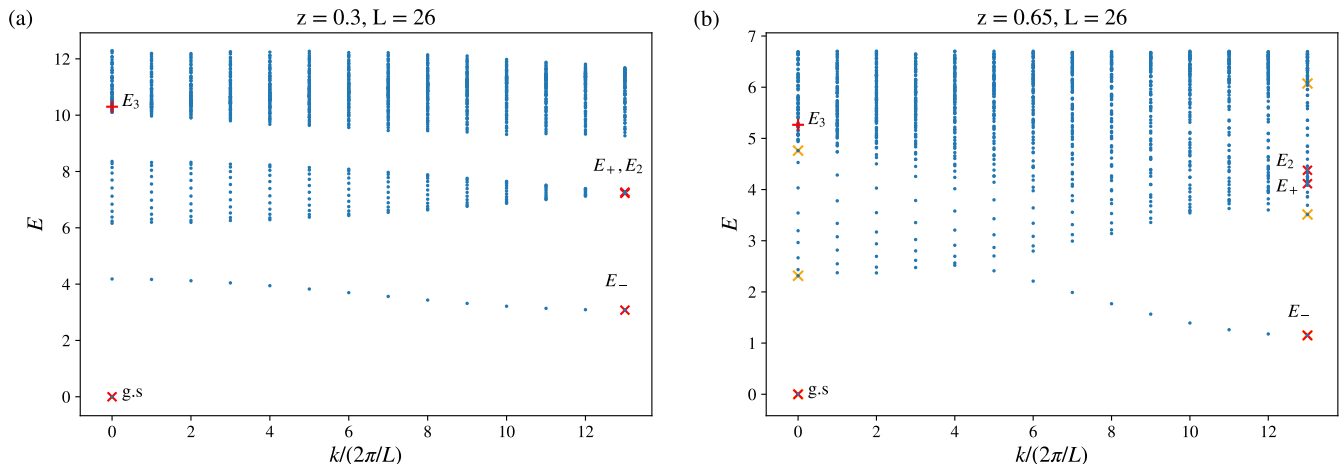 (a)
z = 0.3, L = 26
E
12
10
8
6
4
2
0
E₃
E₊, E₂
E₋
g.s
0 2 4 6 8 10 12
k/(2π/L)
(b)
z = 0.65, L = 26
E
7
6
5
4
3
2
1
0
E₃
E₂
E₊
E₋
g.s
0 2 4 6 8 10 12
k/(2π/L)